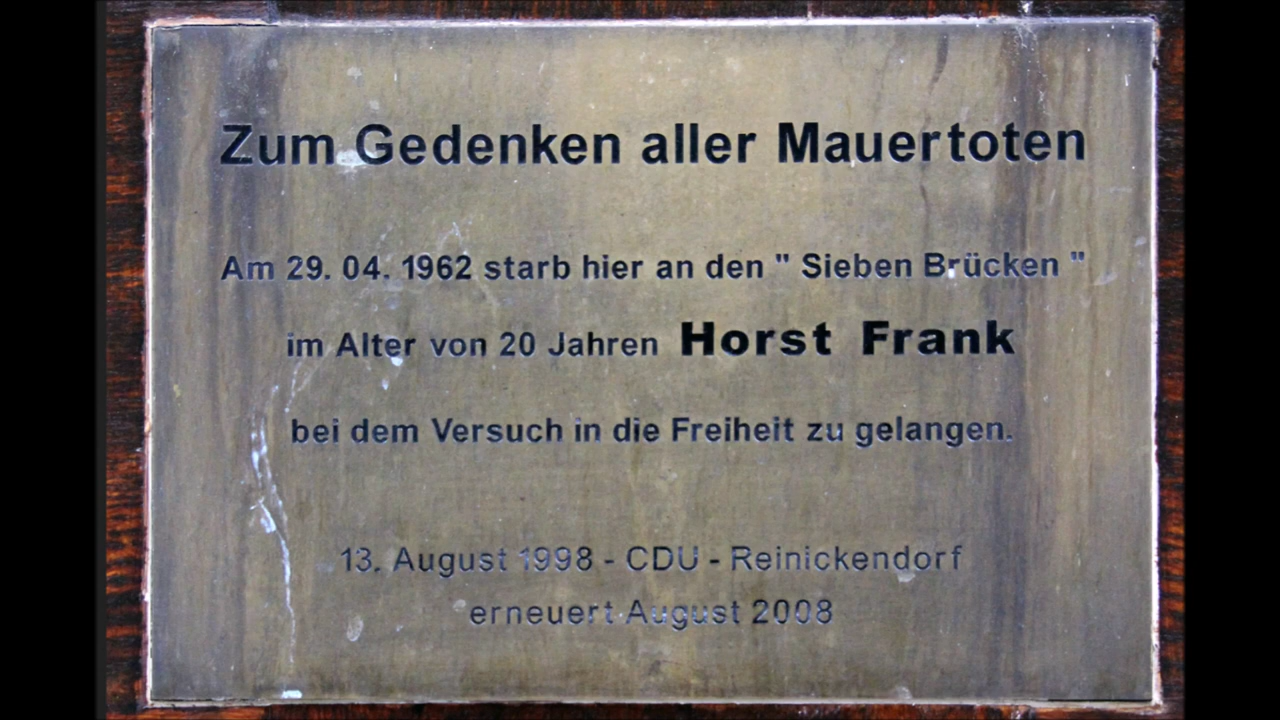 Zum Gedenken aller Mauertoten
Am 29. 04. 1962 starb hier an den " Sieben Brücken "
im Alter von 20 Jahren Horst Frank
bei dem Versuch in die Freiheit zu gelangen.
13. August 1998 - CDU - Reinickendorf
erneuert August 2008